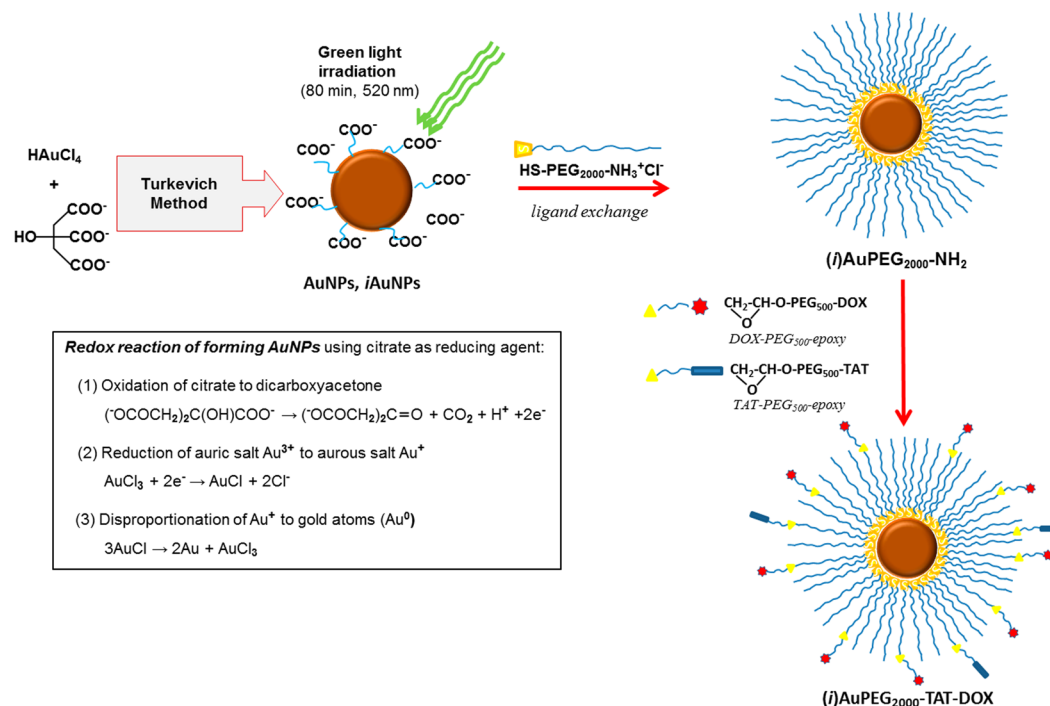 Green light
irradiation
(80 min, 520 nm)
HAuCl₄
+
HO
COO⁻
COO⁻
COO⁻
Turkevich
Method
COO⁻
COO⁻
COO⁻
COO⁻
COO⁻
COO⁻
COO⁻
AuNPs, iAuNPs
S
HS-PEG₂₀₀₀-NH₃⁺Cl⁻
ligand exchange
(i)AuPEG₂₀₀₀-NH₂
CH₂-CH-O-PEG₅₀₀-DOX
O
DOX-PEG₅₀₀-epoxy
CH₂-CH-O-PEG₅₀₀-TAT
O
TAT-PEG₅₀₀-epoxy
Redox reaction of forming AuNPs using citrate as reducing agent:
(1) Oxidation of citrate to dicarboxyacetone
(⁻OCOCH₂)₂C(OH)COO⁻ → (⁻OCOCH₂)₂C=O + CO₂ + H⁺ +2e⁻
(2) Reduction of auric salt Au³⁺ to aurous salt Au⁺
AuCl₃ + 2e⁻ → AuCl + 2Cl⁻
(3) Disproportionation of Au⁺ to gold atoms (Au⁰)
3AuCl → 2Au + AuCl₃
(i)AuPEG₂₀₀₀-TAT-DOX